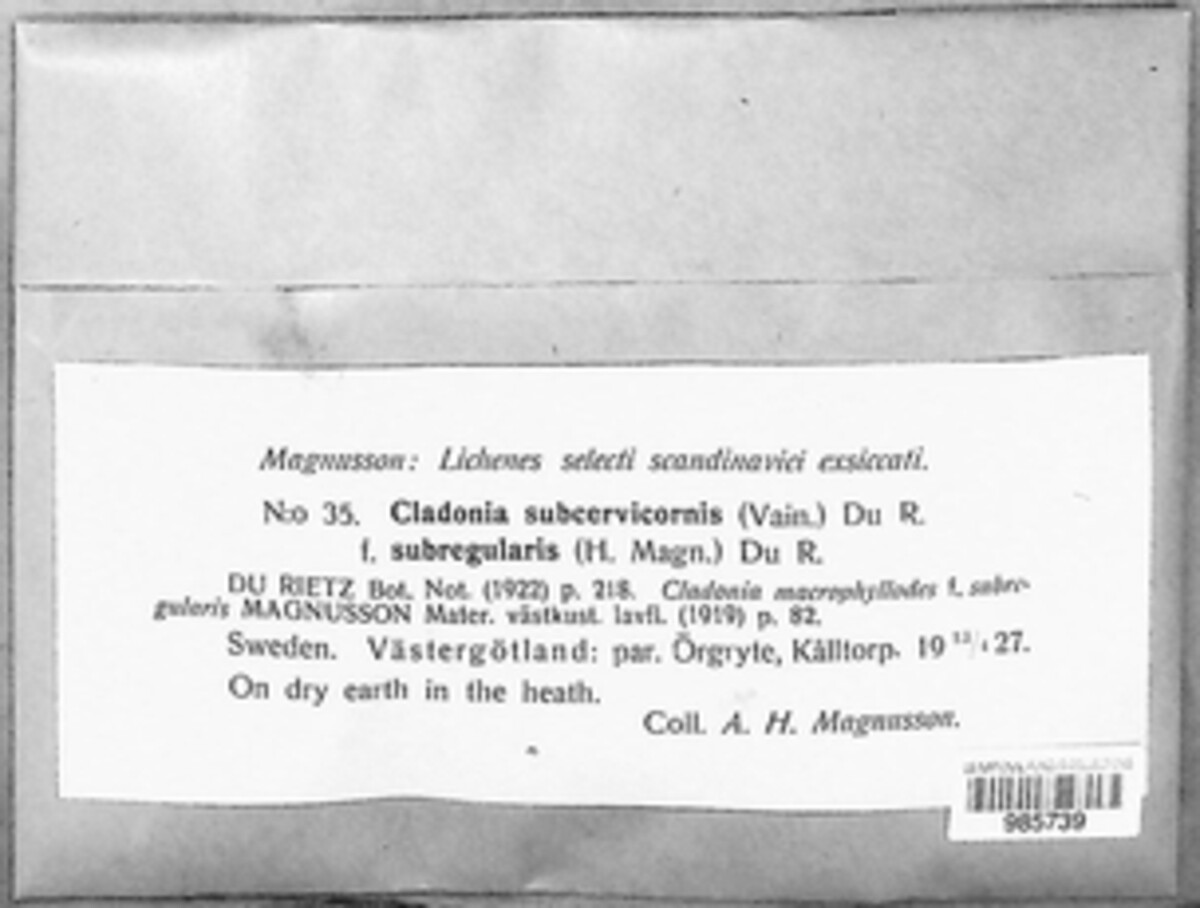 Magnusson: Lichenes selecti scandinavici exsiccati.
N:o 35. Cladonia subcervicornis (Vain.) Du R.
f. subregularis (H. Magn.) Du R.
DU RIETZ Bot. Not. (1922) p. 218. Cladonia macrophyllodes f. subre-
gularis MAGNUSSON Mater. västkust. lavfl. (1919) p. 82.
Sweden. Västergötland: par. Örgryte, Kålltorp. 19 27.
On dry earth in the heath.
Coll. A. H. Magnusson.
985739